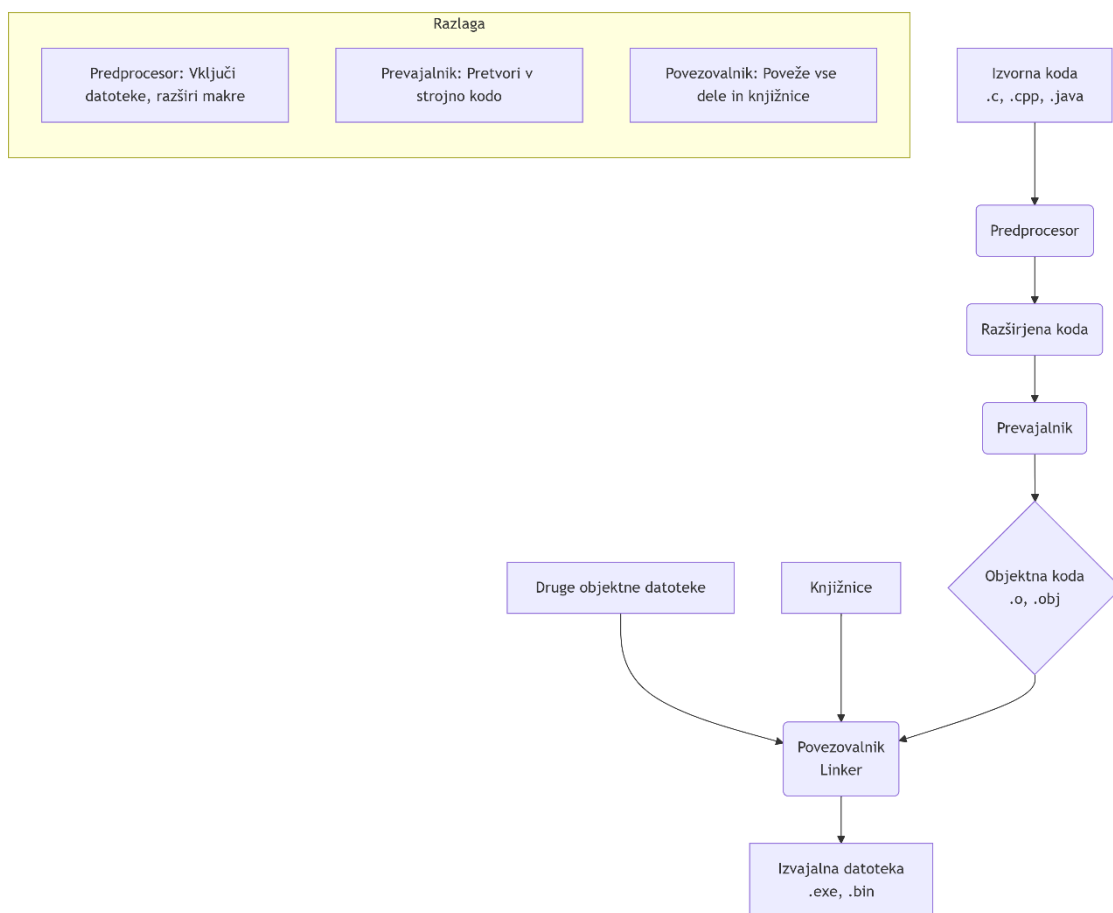 Razlaga
Predprocesor: Vključi
datoteke, razširi makre
Prevajalnik: Pretvori v
strojno kodo
Povezovalnik: Poveže vse
dele in knjižnice
Izvorna koda
.c, .cpp, .java
Predprocesor
Razširjena koda
Prevajalnik
Objektna koda
.o, .obj
Druge objektne datoteke
Knjižnice
Povezovalnik
Linker
Izvajalna datoteka
.exe, .bin